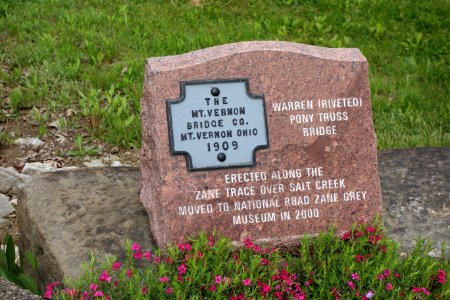 THE
MT. VERNON
BRIDGE CO.
MT. VERNON OHIO
1909
WARREN (RIVETED)
PONY TRUSS
BRIDGE
ERECTED ALONG THE
ZANE TRACE OVER SALT CREEK
MOVED TO NATIONAL ROAD ZANE GREY
MUSEUM IN 2000